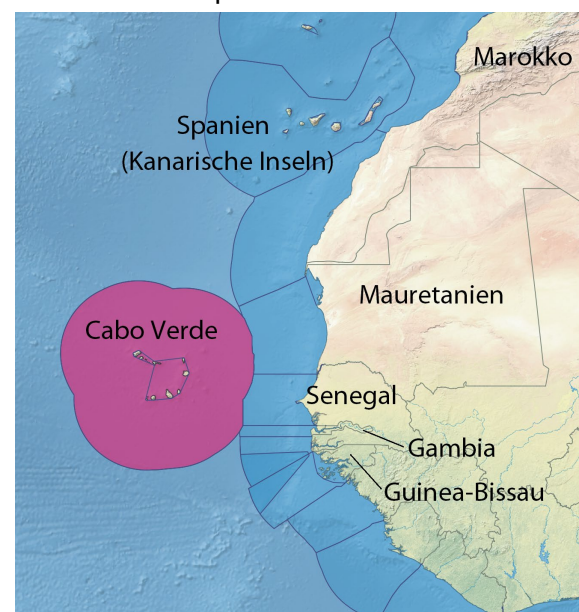 Marokko
Spanien
(Kanarische Inseln)
Mauretanien
Cabo Verde
Senegal
Gambia
Guinea-Bissau